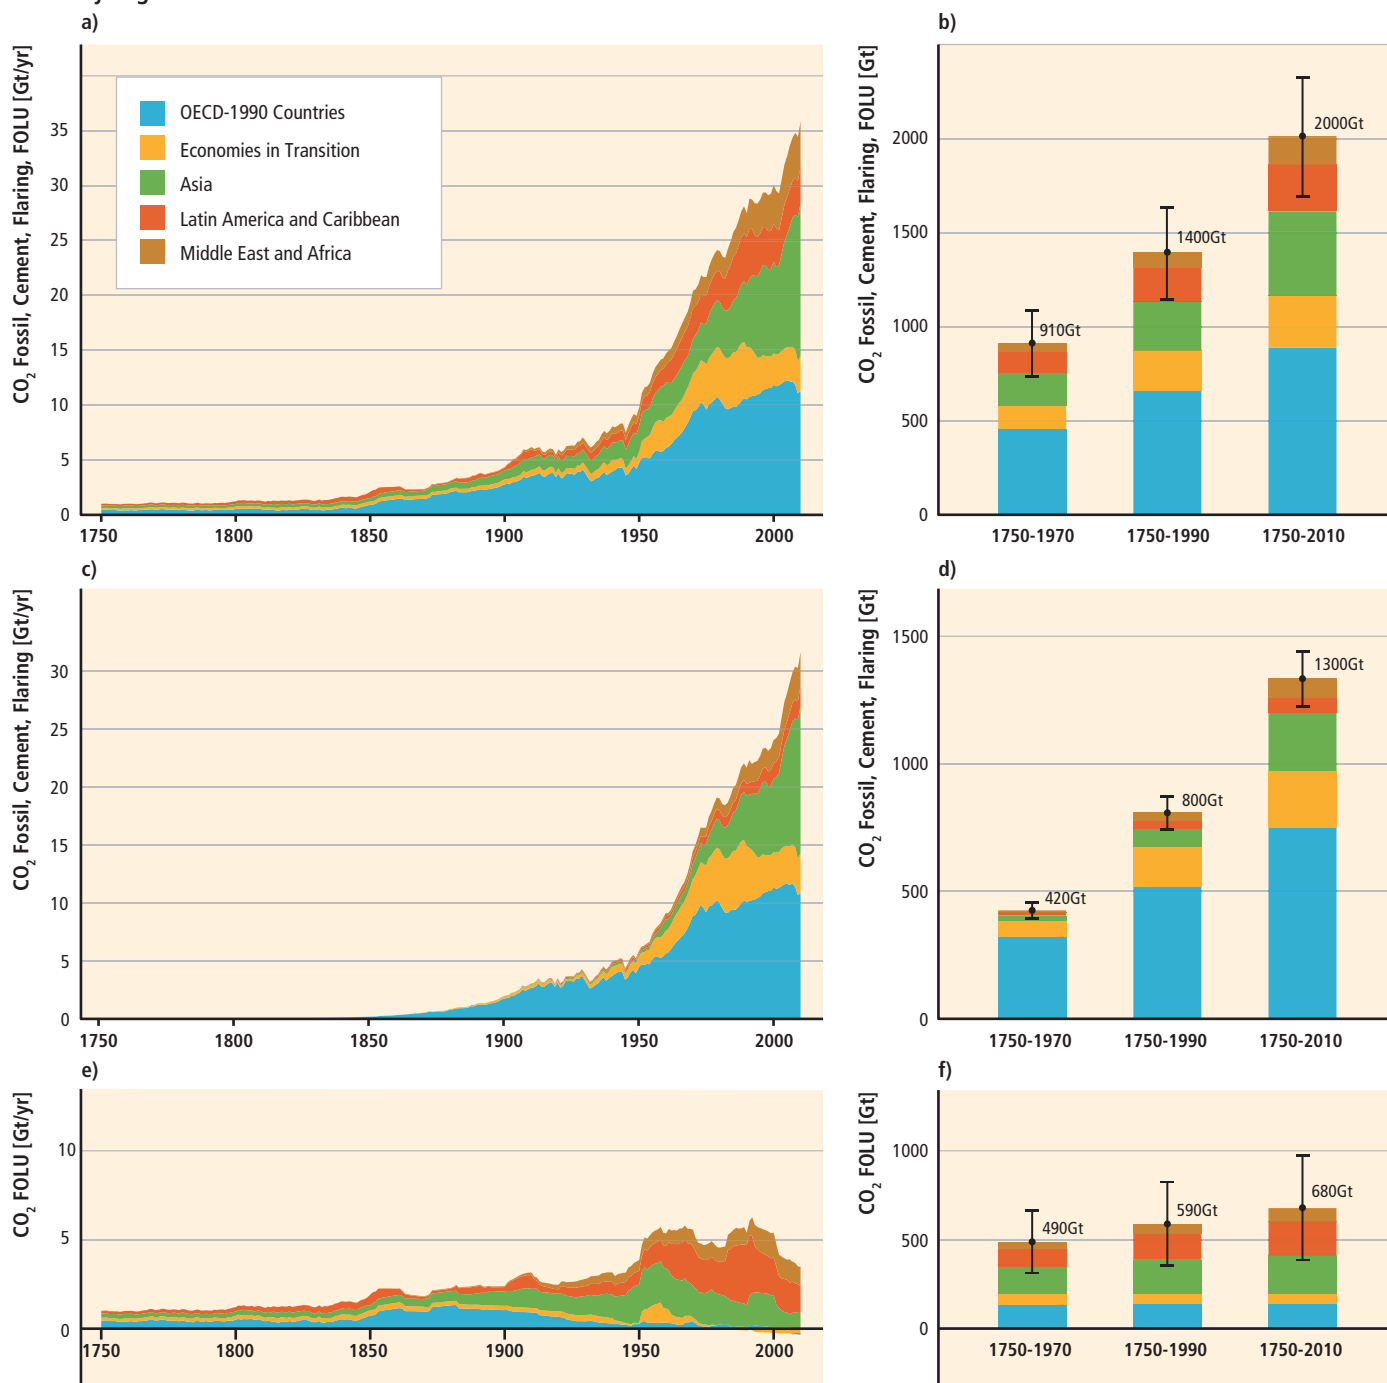 a)
CO2 Fossil, Cement, Flaring, FOLU [Gt/yr]
35
30
25
20
15
10
5
0
OECD-1990 Countries
Economies in Transition
Asia
Latin America and Caribbean
Middle East and Africa
1750 1800 1850 1900 1950 2000
b)
CO2 Fossil, Cement, Flaring, FOLU [Gt]
2000
1500
1000
500
0
910Gt
1400Gt
2000Gt
1750-1970 1750-1990 1750-2010
c)
CO2 Fossil, Cement, Flaring [Gt/yr]
30
25
20
15
10
5
0
1750 1800 1850 1900 1950 2000
d)
CO2 Fossil, Cement, Flaring [Gt]
1500
1000
500
0
420Gt
800Gt
1300Gt
1750-1970 1750-1990 1750-2010
e)
CO2 FOLU [Gt/yr]
10
5
0
1750 1800 1850 1900 1950 2000
f)
CO2 FOLU [Gt]
1000
500
0
490Gt
590Gt
680Gt
1750-1970 1750-1990 1750-2010